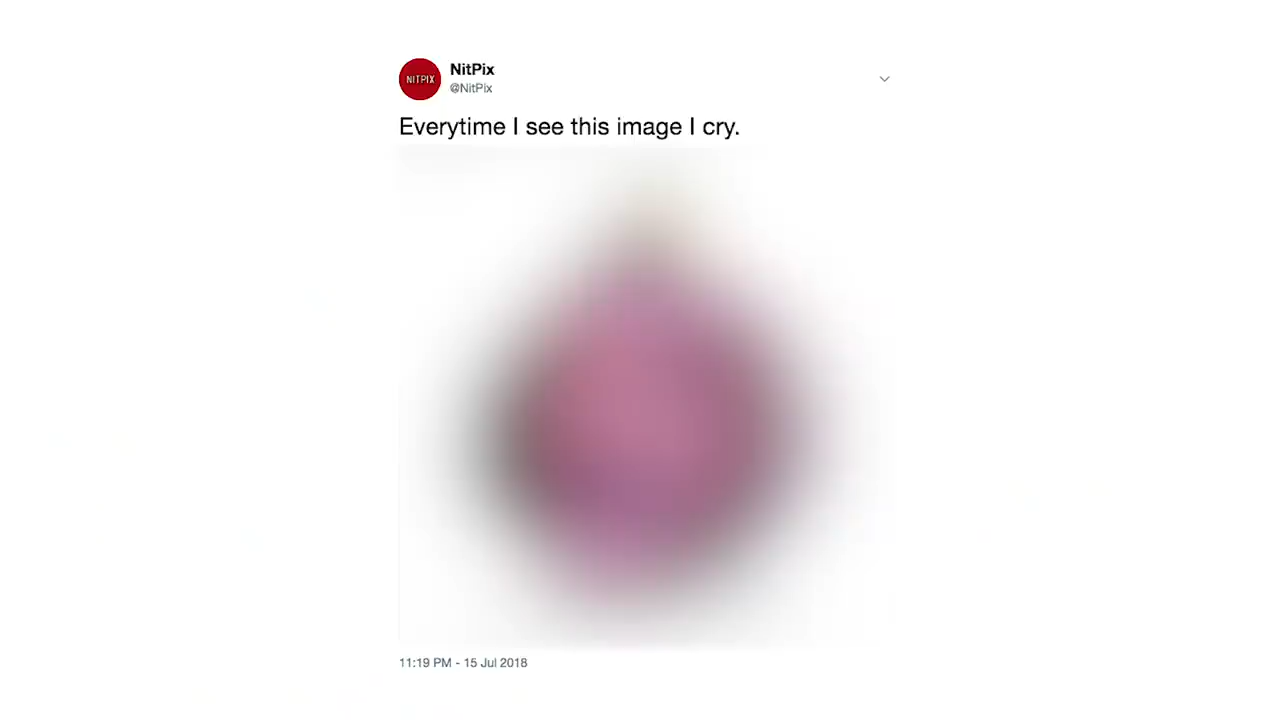 NITPIX
NitPix
@NitPix
Everytime I see this image I cry.
11:19 PM - 15 Jul 2018